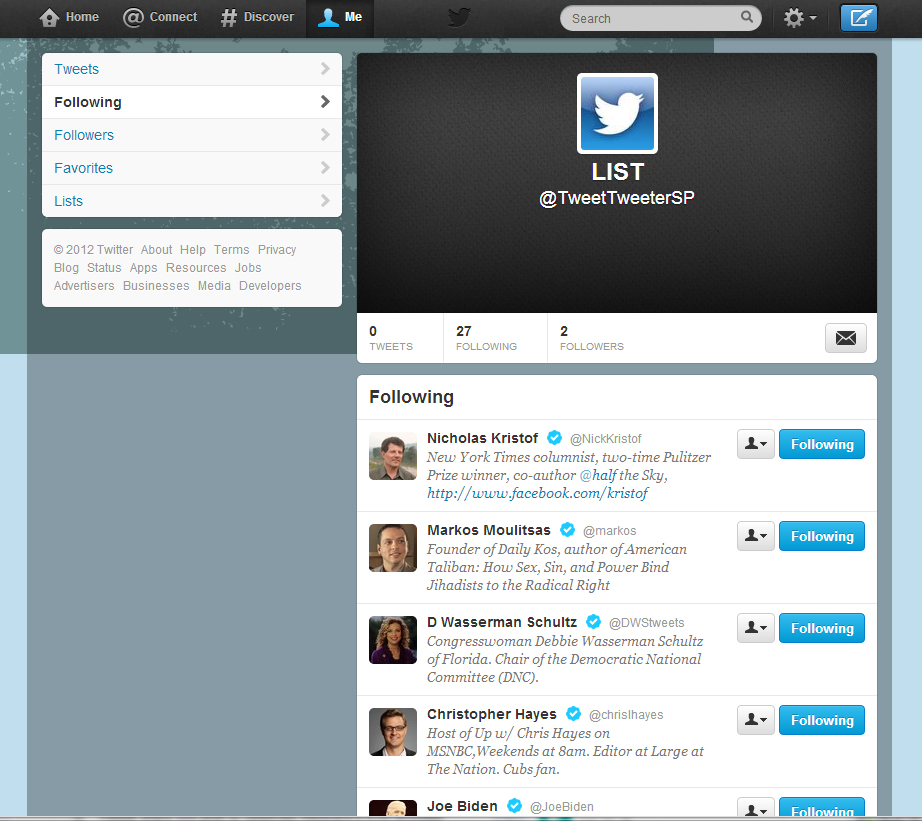 Home Connect Discover Me Search
Tweets
Following
Followers
Favorites
Lists
© 2012 Twitter About Help Terms Privacy
Blog Status Apps Resources Jobs
Advertisers Businesses Media Developers
LIST
@TweetTweeterSP
0 27 2
TWEETS FOLLOWING FOLLOWERS
Following
Nicholas Kristof @NickKristof Following
New York Times columnist, two-time Pulitzer
Prize winner, co-author @half the Sky,
http://www.facebook.com/kristof
Markos Moulitsas @markos Following
Founder of Daily Kos, author of American
Taliban: How Sex, Sin, and Power Bind
Jihadists to the Radical Right
D Wasserman Schultz @DWStweets Following
Congresswoman Debbie Wasserman Schultz
of Florida. Chair of the Democratic National
Committee (DNC).
Christopher Hayes @chrislhayes Following
Host of Up w/ Chris Hayes on
MSNBC,Weekends at 8am. Editor at Large at
The Nation. Cubs fan.
Joe Biden @JoeBiden Following